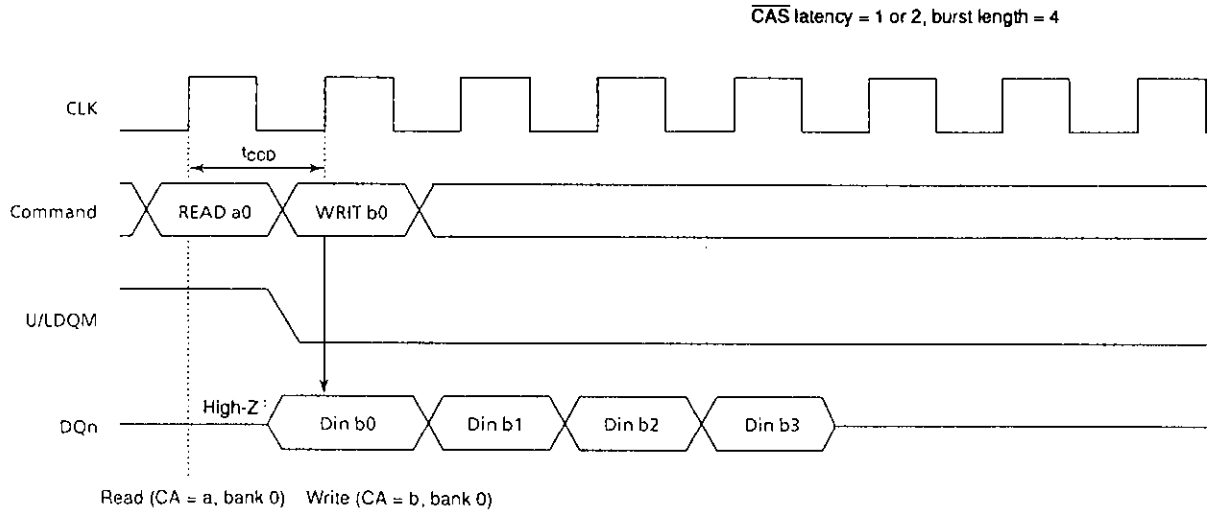 CAS latency = 1 or 2, burst length = 4
CLK
tCCD
Command READ a0 WRIT b0
U/LDQM
High-Z
DQn Din b0 Din b1 Din b2 Din b3
Read (CA = a, bank 0) Write (CA = b, bank 0)